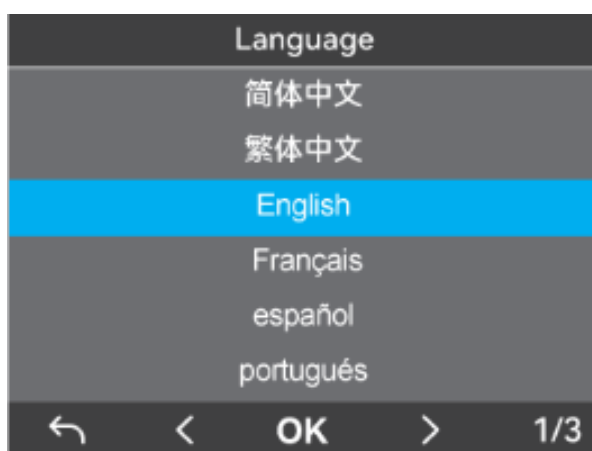 Language
简体中文
繁体中文
English
Français
español
portugués
< OK > 1/3